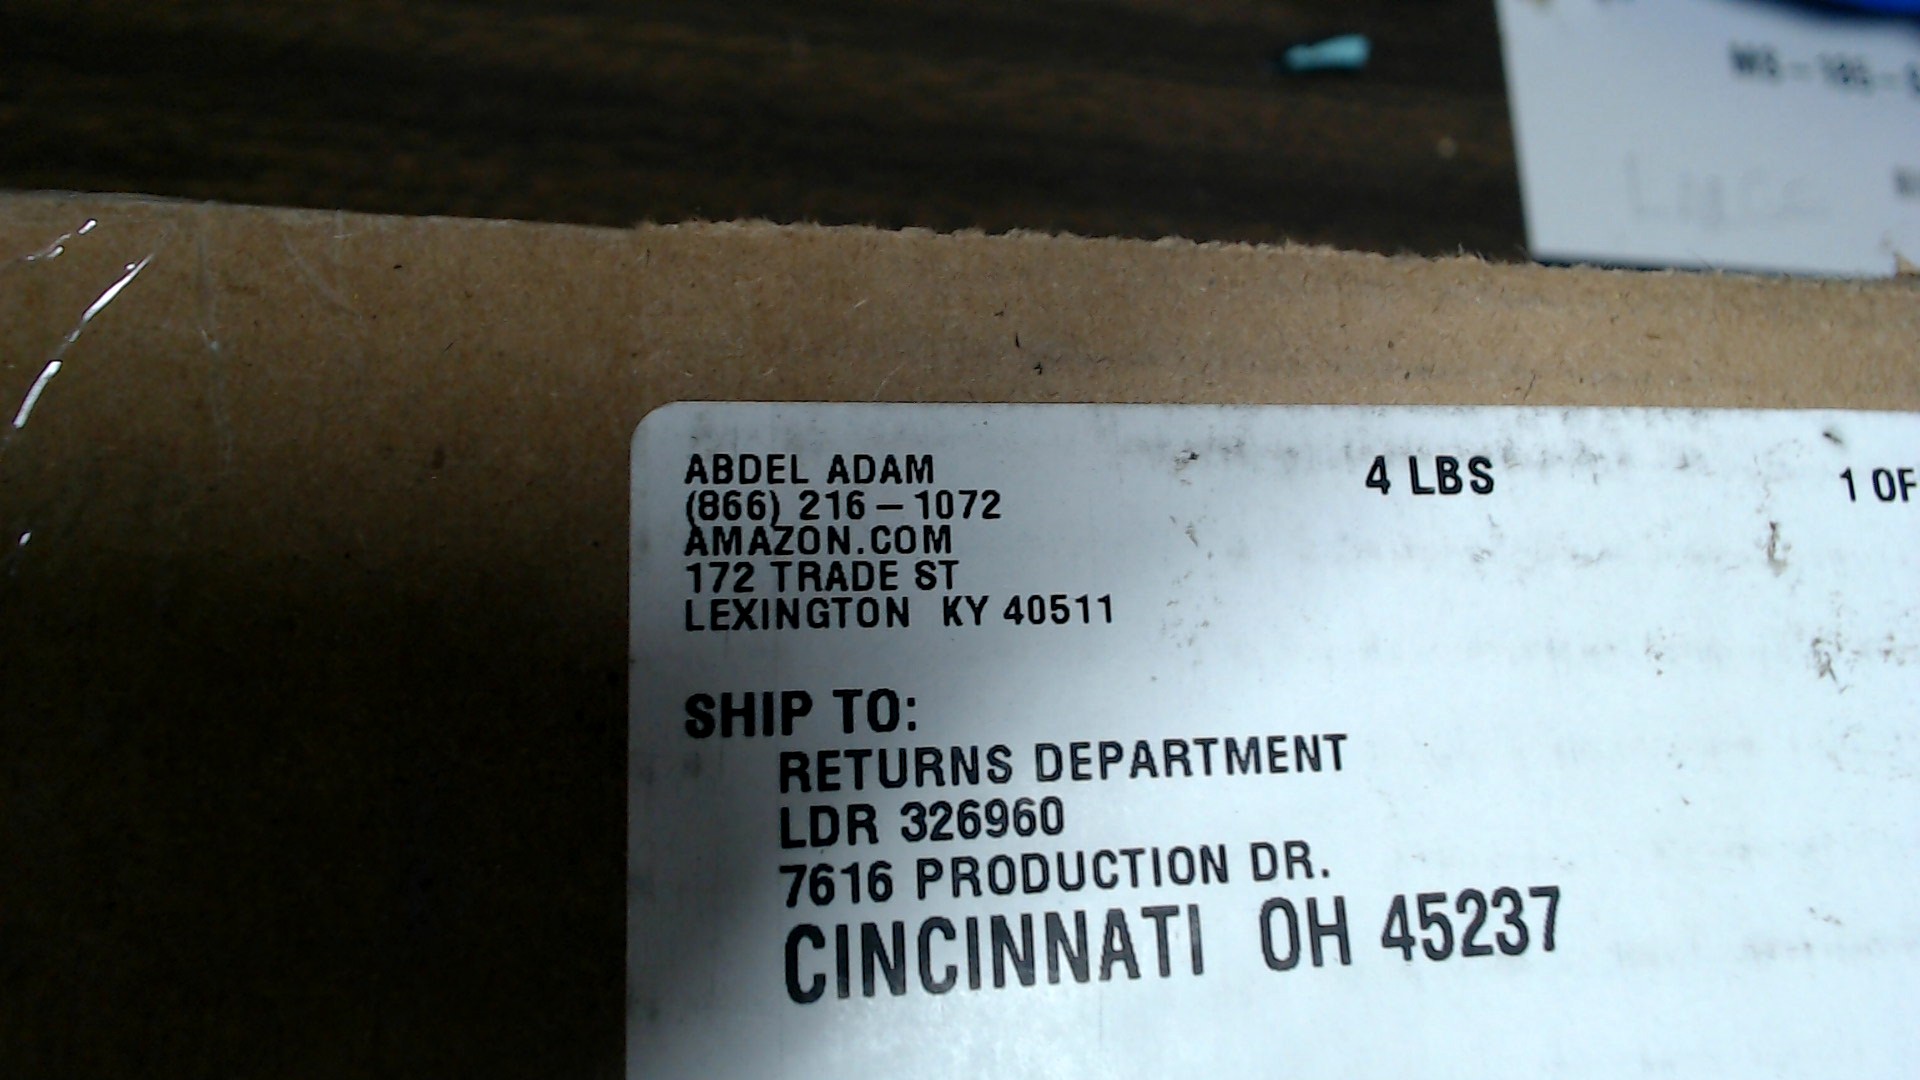 ABDEL ADAM
(866) 216-1072
AMAZON.COM
172 TRADE ST
LEXINGTON KY 40511
4 LBS
1 OF
SHIP TO:
RETURNS DEPARTMENT
LDR 326960
7616 PRODUCTION DR.
CINCINNATI OH 45237